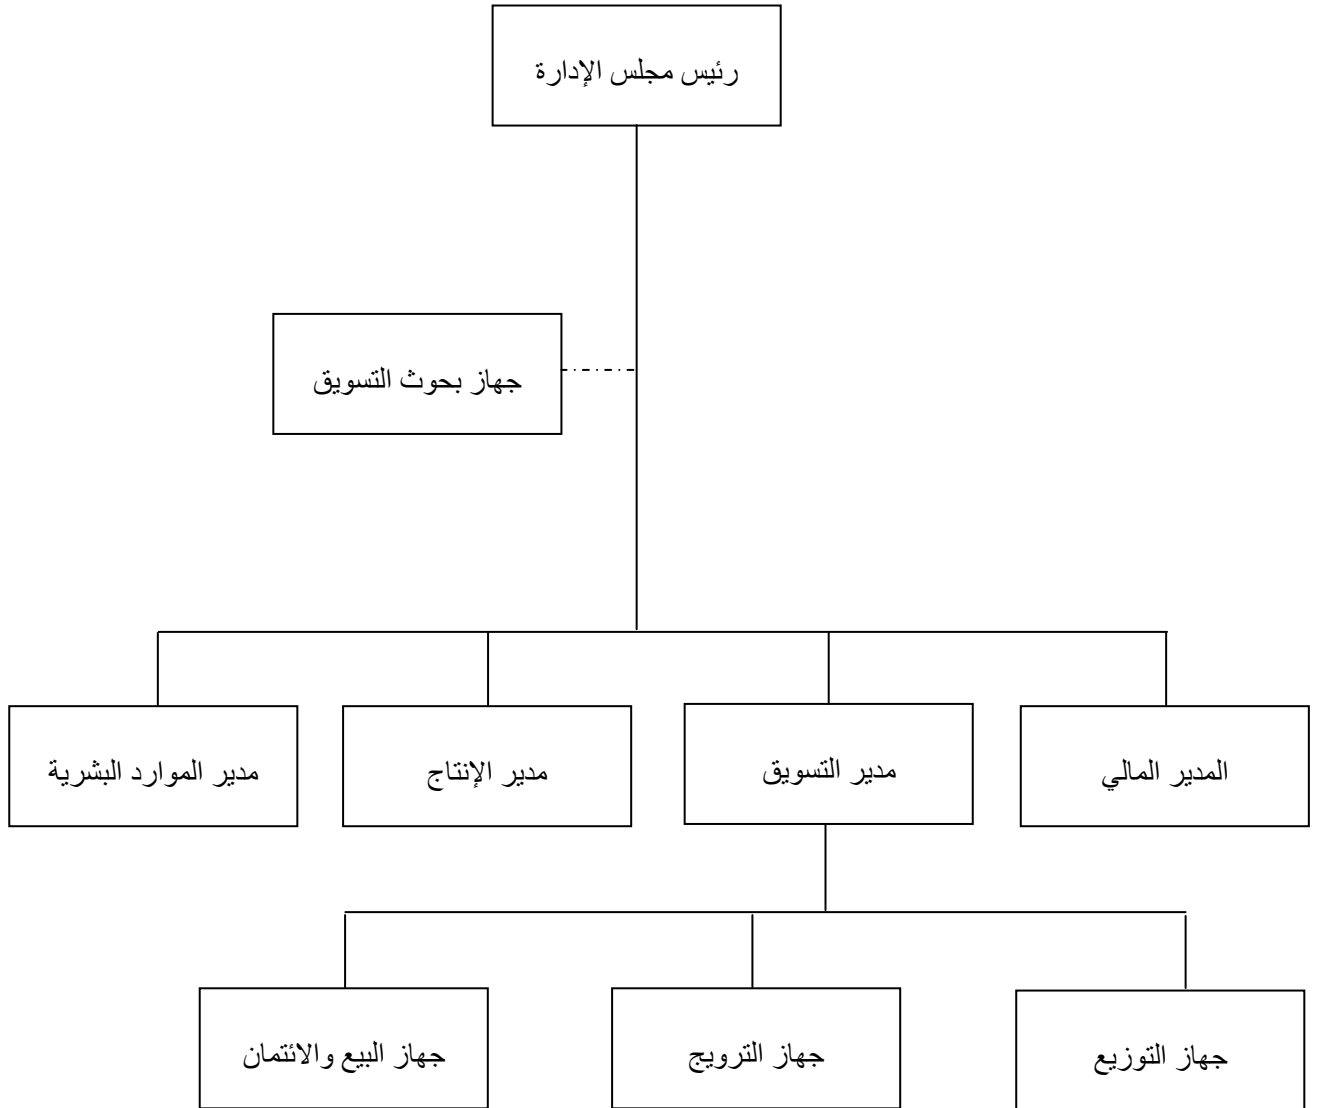 رئيس مجلس الإدارة
جهاز بحوث التسويق
المدير المالي
مدير التسويق
مدير الإنتاج
مدير الموارد البشرية
جهاز التوزيع
جهاز الترويج
جهاز البيع والائتمان